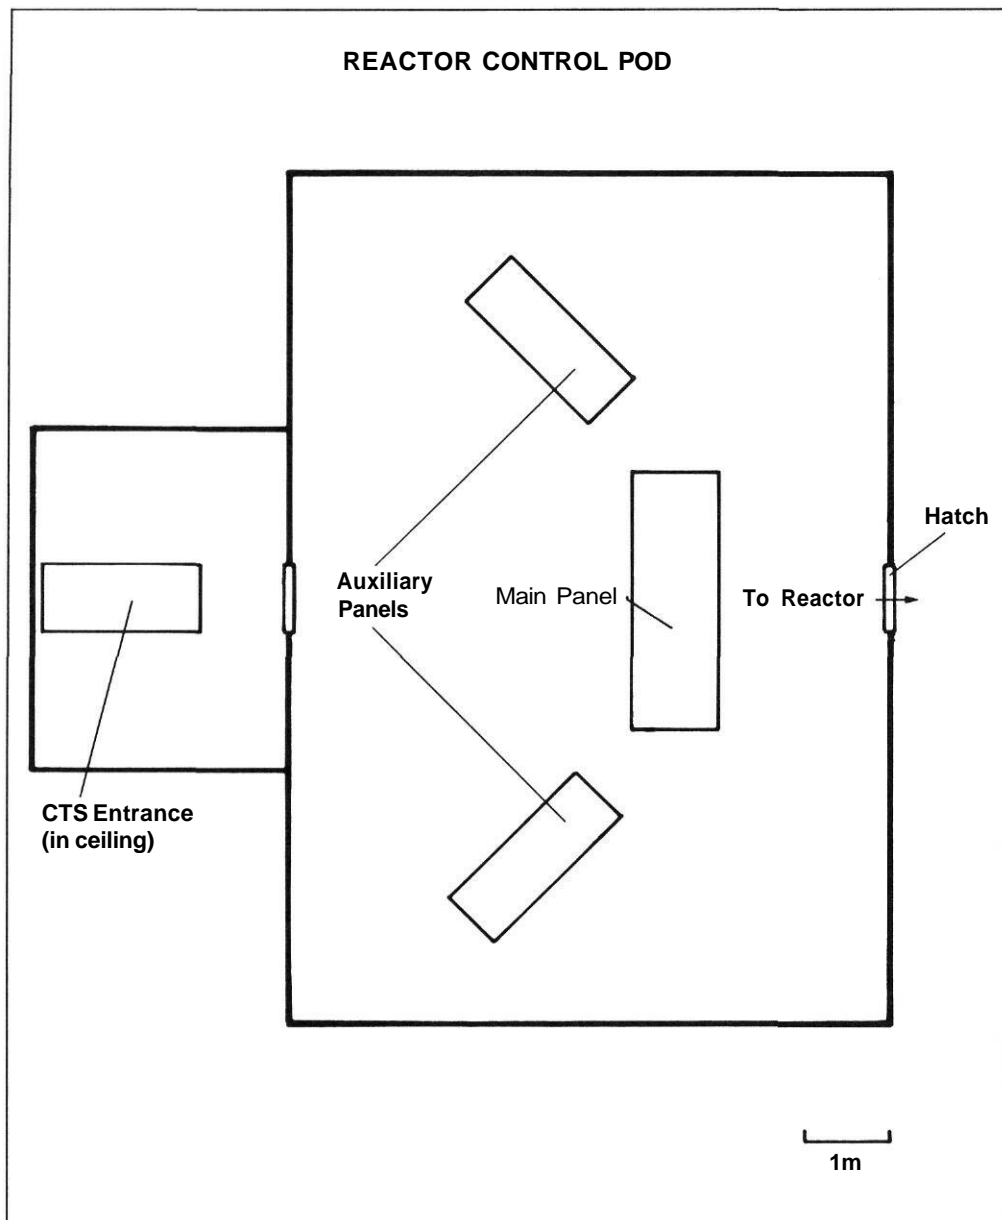 REACTOR CONTROL POD
Hatch
Auxiliary
Panels
Main Panel
To Reactor
CTS Entrance
(in ceiling)
1m